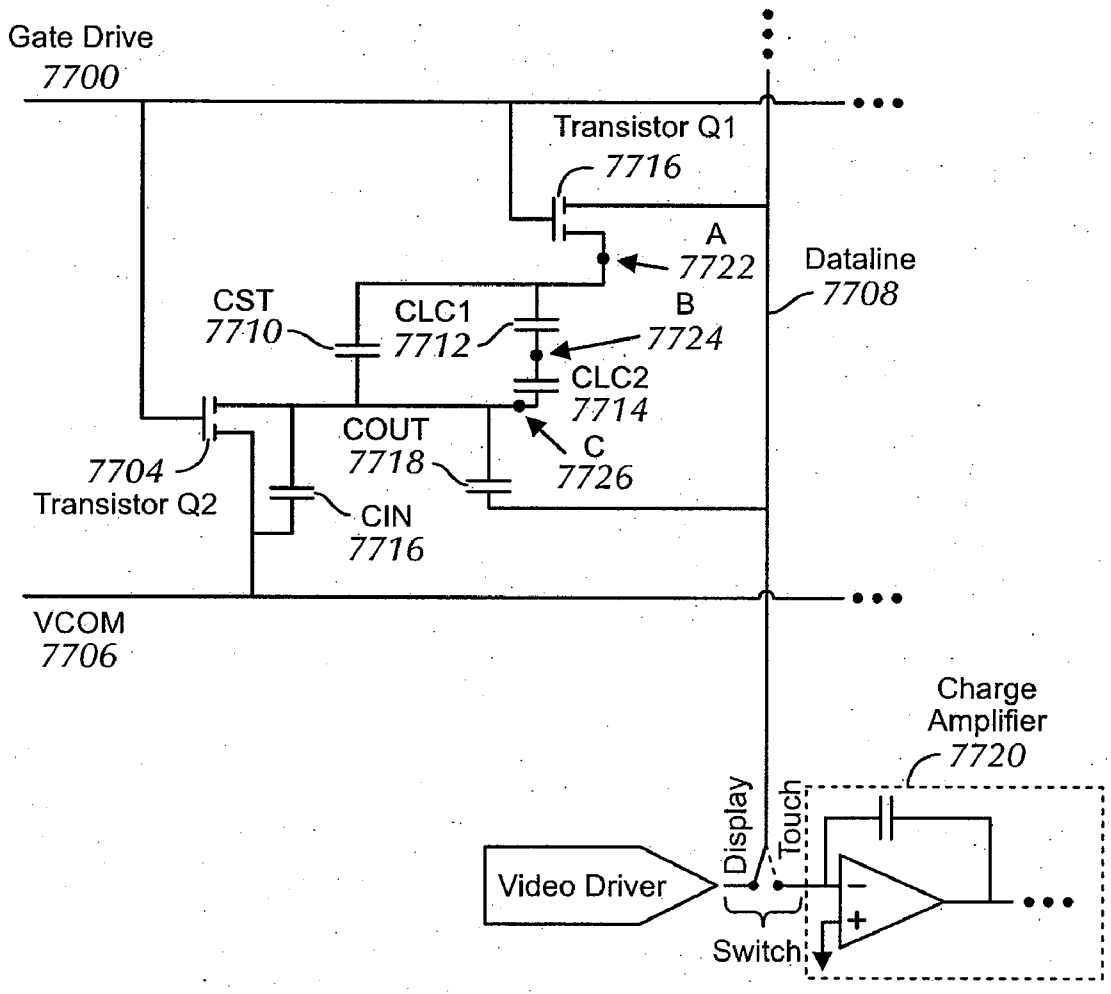 Gate Drive
7700
Transistor Q1
7716
A
7722
Dataline
7708
CST
7710
CLC1
7712
B
7724
CLC2
7714
COUT
7718
C
7726
7704
Transistor Q2
CIN
7716
VCOM
7706
Charge
Amplifier
7720
Display
Touch
Video Driver
−
+
Switch